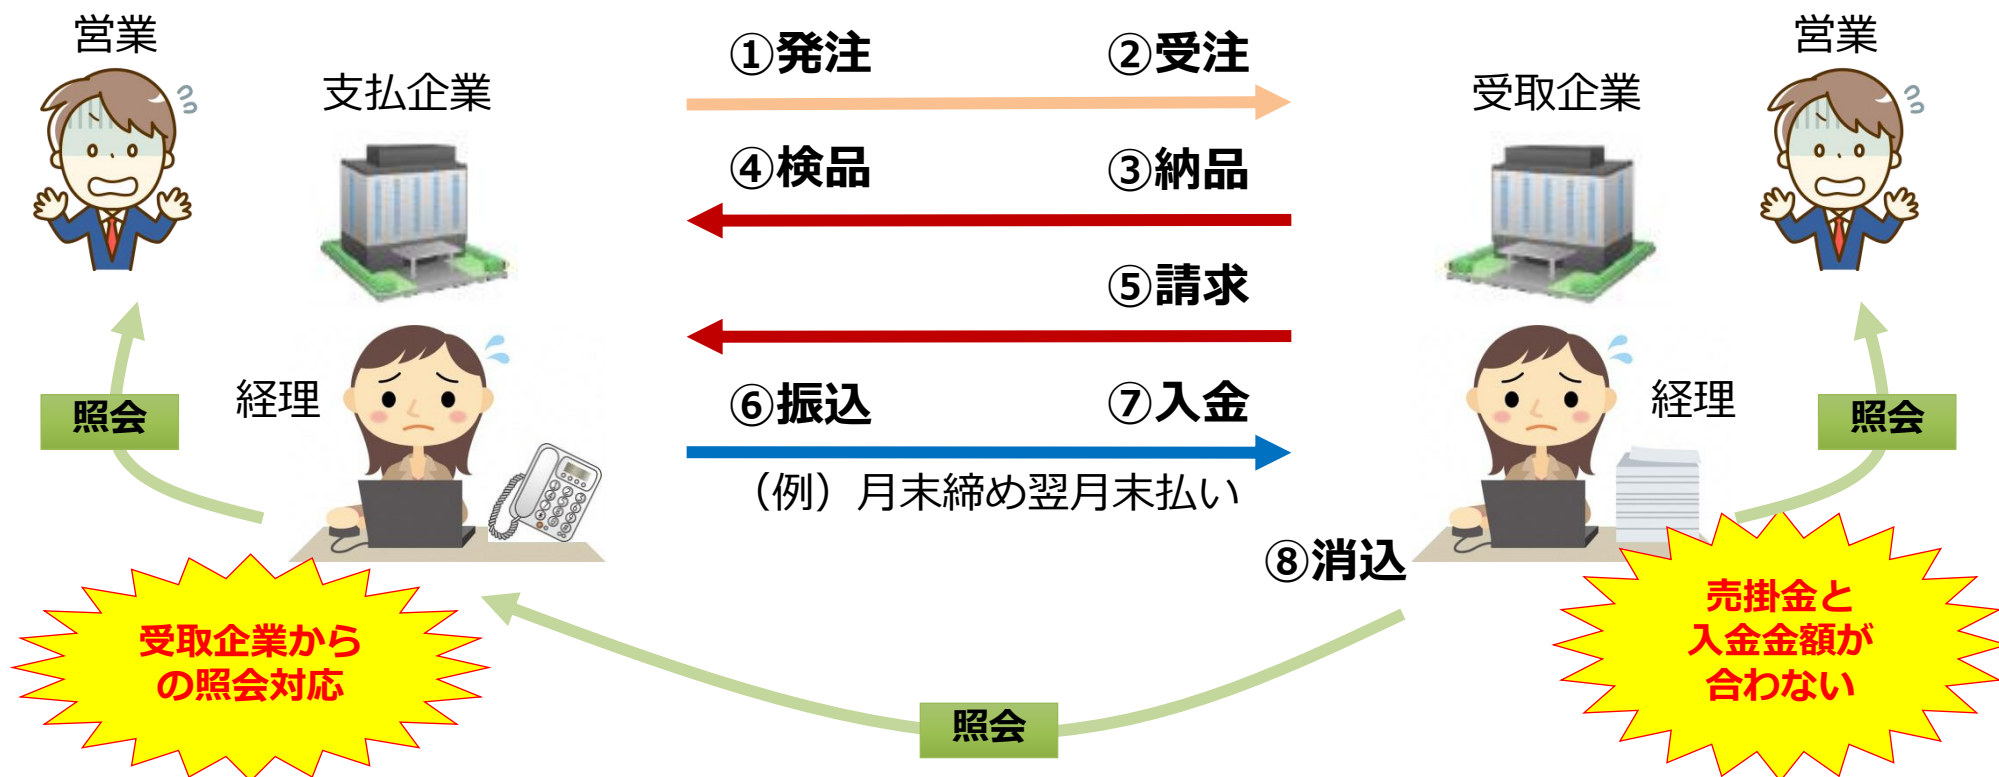 営業
支払企業
①発注
②受注
受取企業
営業
④検品
③納品
⑤請求
経理
照会
⑥振込
⑦入金
(例)月末締め翌月末払い
経理
照会
⑧消込
受取企業から
の照会対応
売掛金と
入金金額が
合わない
照会